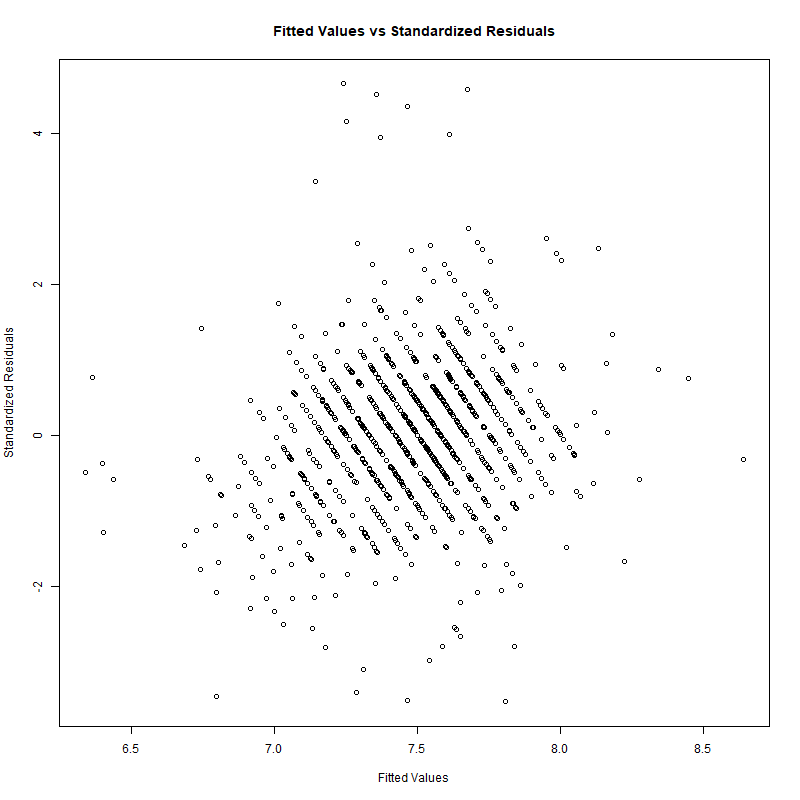 Fitted Values vs Standardized Residuals
Standardized Residuals
4
2
0
-2
6.5 7.0 7.5 8.0 8.5
Fitted Values